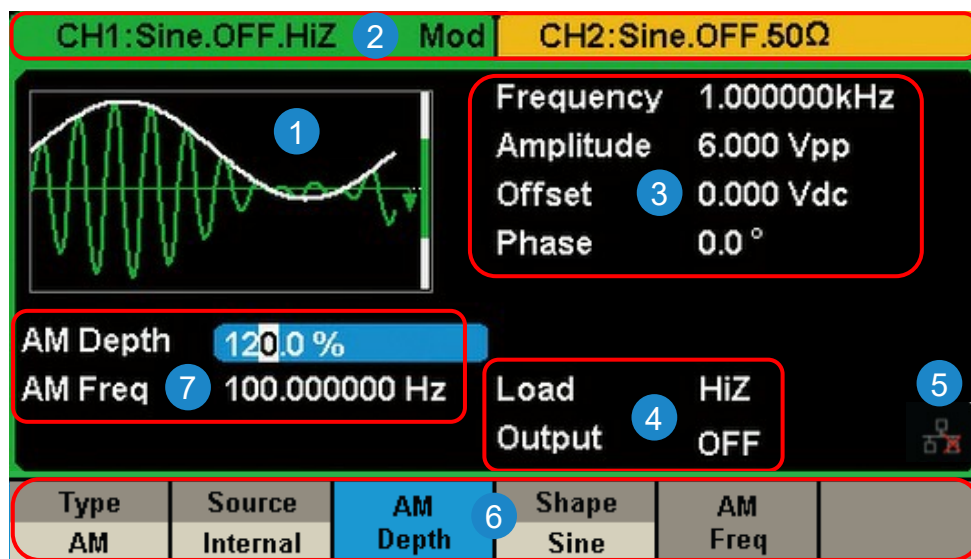 CH1:Sine.OFF.HiZ 2 Mod CH2:Sine.OFF.50Ω
1
Frequency 1.000000kHz
Amplitude 6.000 Vpp
Offset 3 0.000 Vdc
Phase 0.0 °
AM Depth 120.0 %
AM Freq 7 100.000000 Hz
Load HiZ
4
Output OFF
5
Type Source AM Shape AM
6
AM Internal Depth Sine Freq